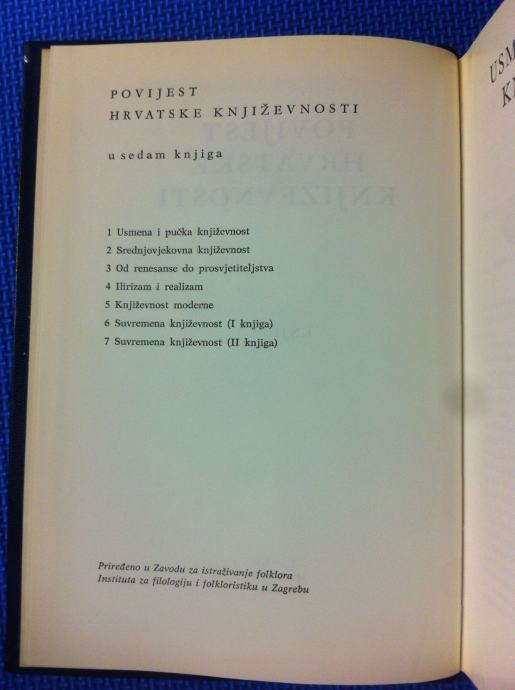 POVIJEST
HRVATSKE KNJIŽEVNOSTI
u sedam knjiga
1 Usmena i pučka književnost
2 Srednjovjekovna književnost
3 Od renesanse do prosvjetiteljstva
4 Ilirizam i realizam
5 Književnost moderne
6 Suvremena književnost (I knjiga)
7 Suvremena književnost (II knjiga)
Priređeno u Zavodu za istraživanje folklora
Instituta za filologiju i folkloristiku u Zagrebu